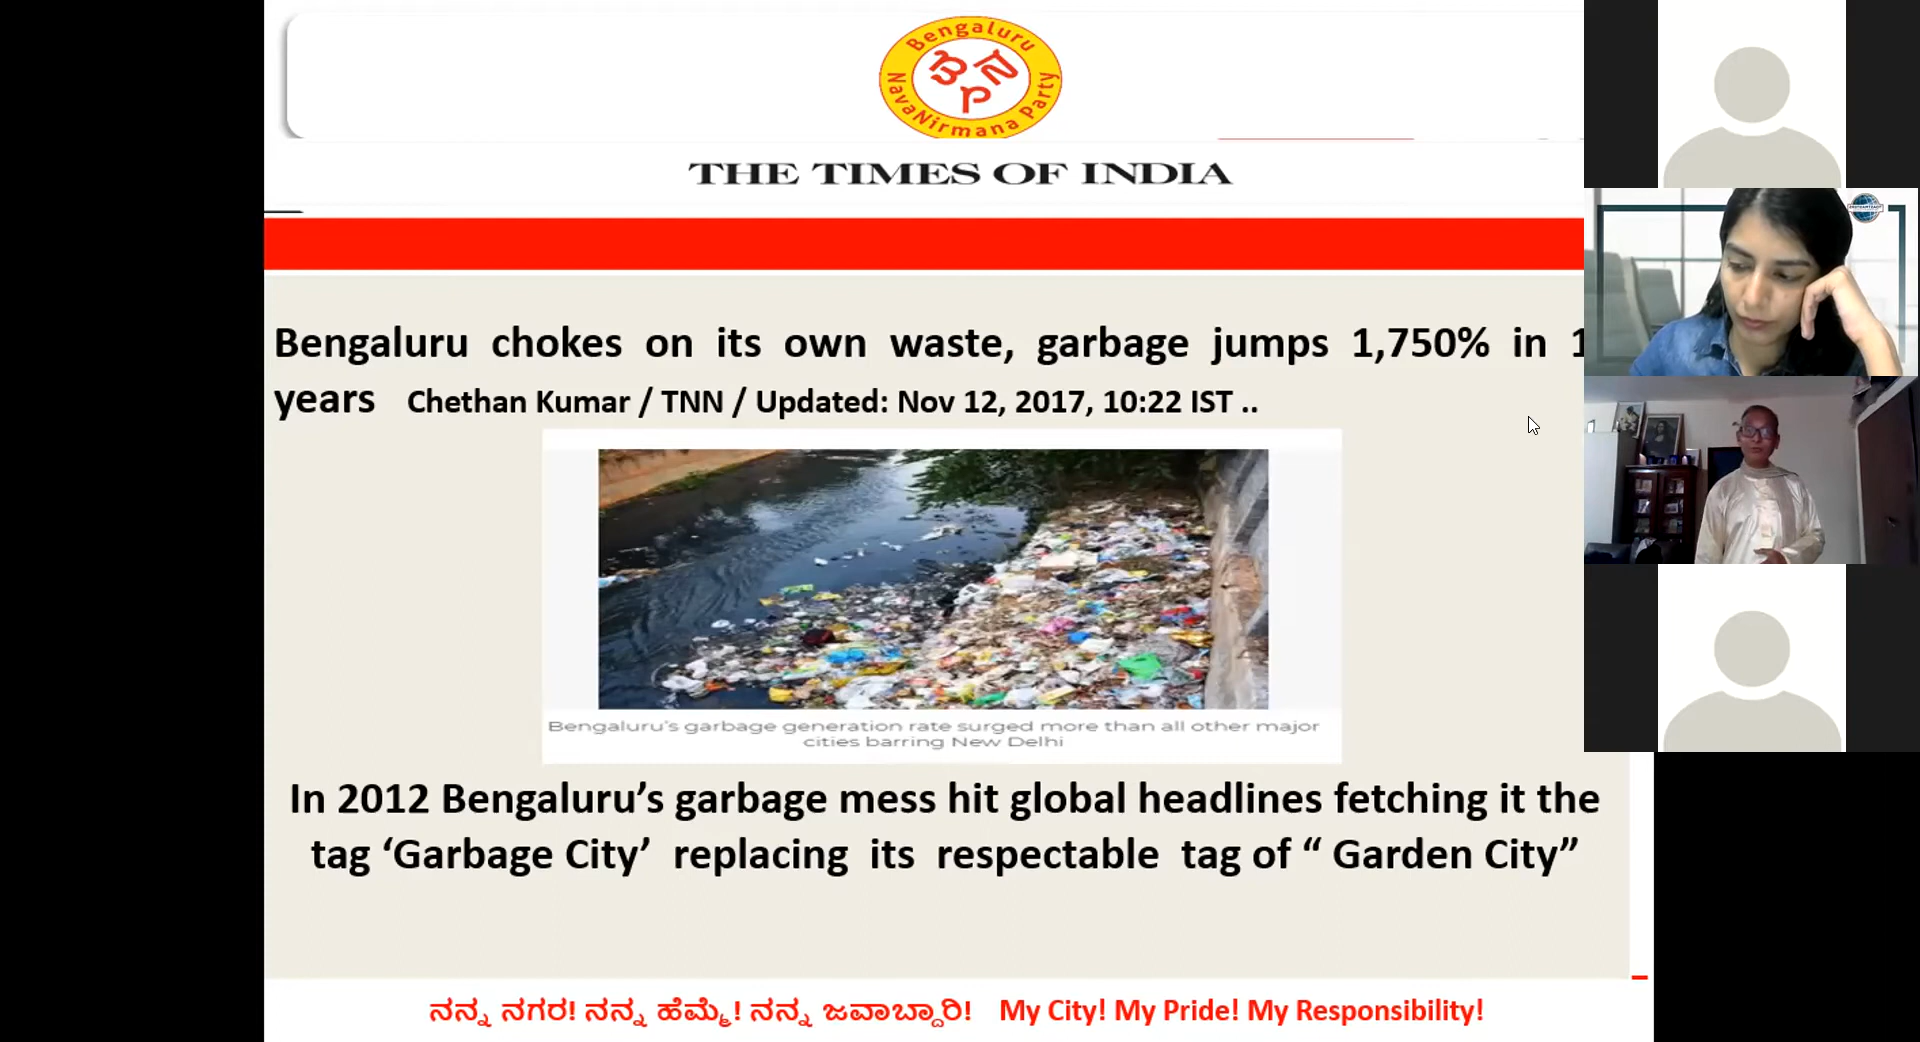 Bengaluru
ಬ ನ
P
NavaNirmana Party
THE TIMES OF INDIA
Bengaluru chokes on its own waste, garbage jumps 1,750% in 1
years Chethan Kumar / TNN / Updated: Nov 12, 2017, 10:22 IST ..
Bengaluru's garbage generation rate surged more than all other major
cities barring New Delhi
In 2012 Bengaluru’s garbage mess hit global headlines fetching it the
tag ‘Garbage City’ replacing its respectable tag of “ Garden City”
ನನ್ನ ನಗರ! ನನ್ನ ಹೆಮ್ಮೆ! ನನ್ನ ಜವಾಬ್ದಾರಿ! My City! My Pride! My Responsibility!